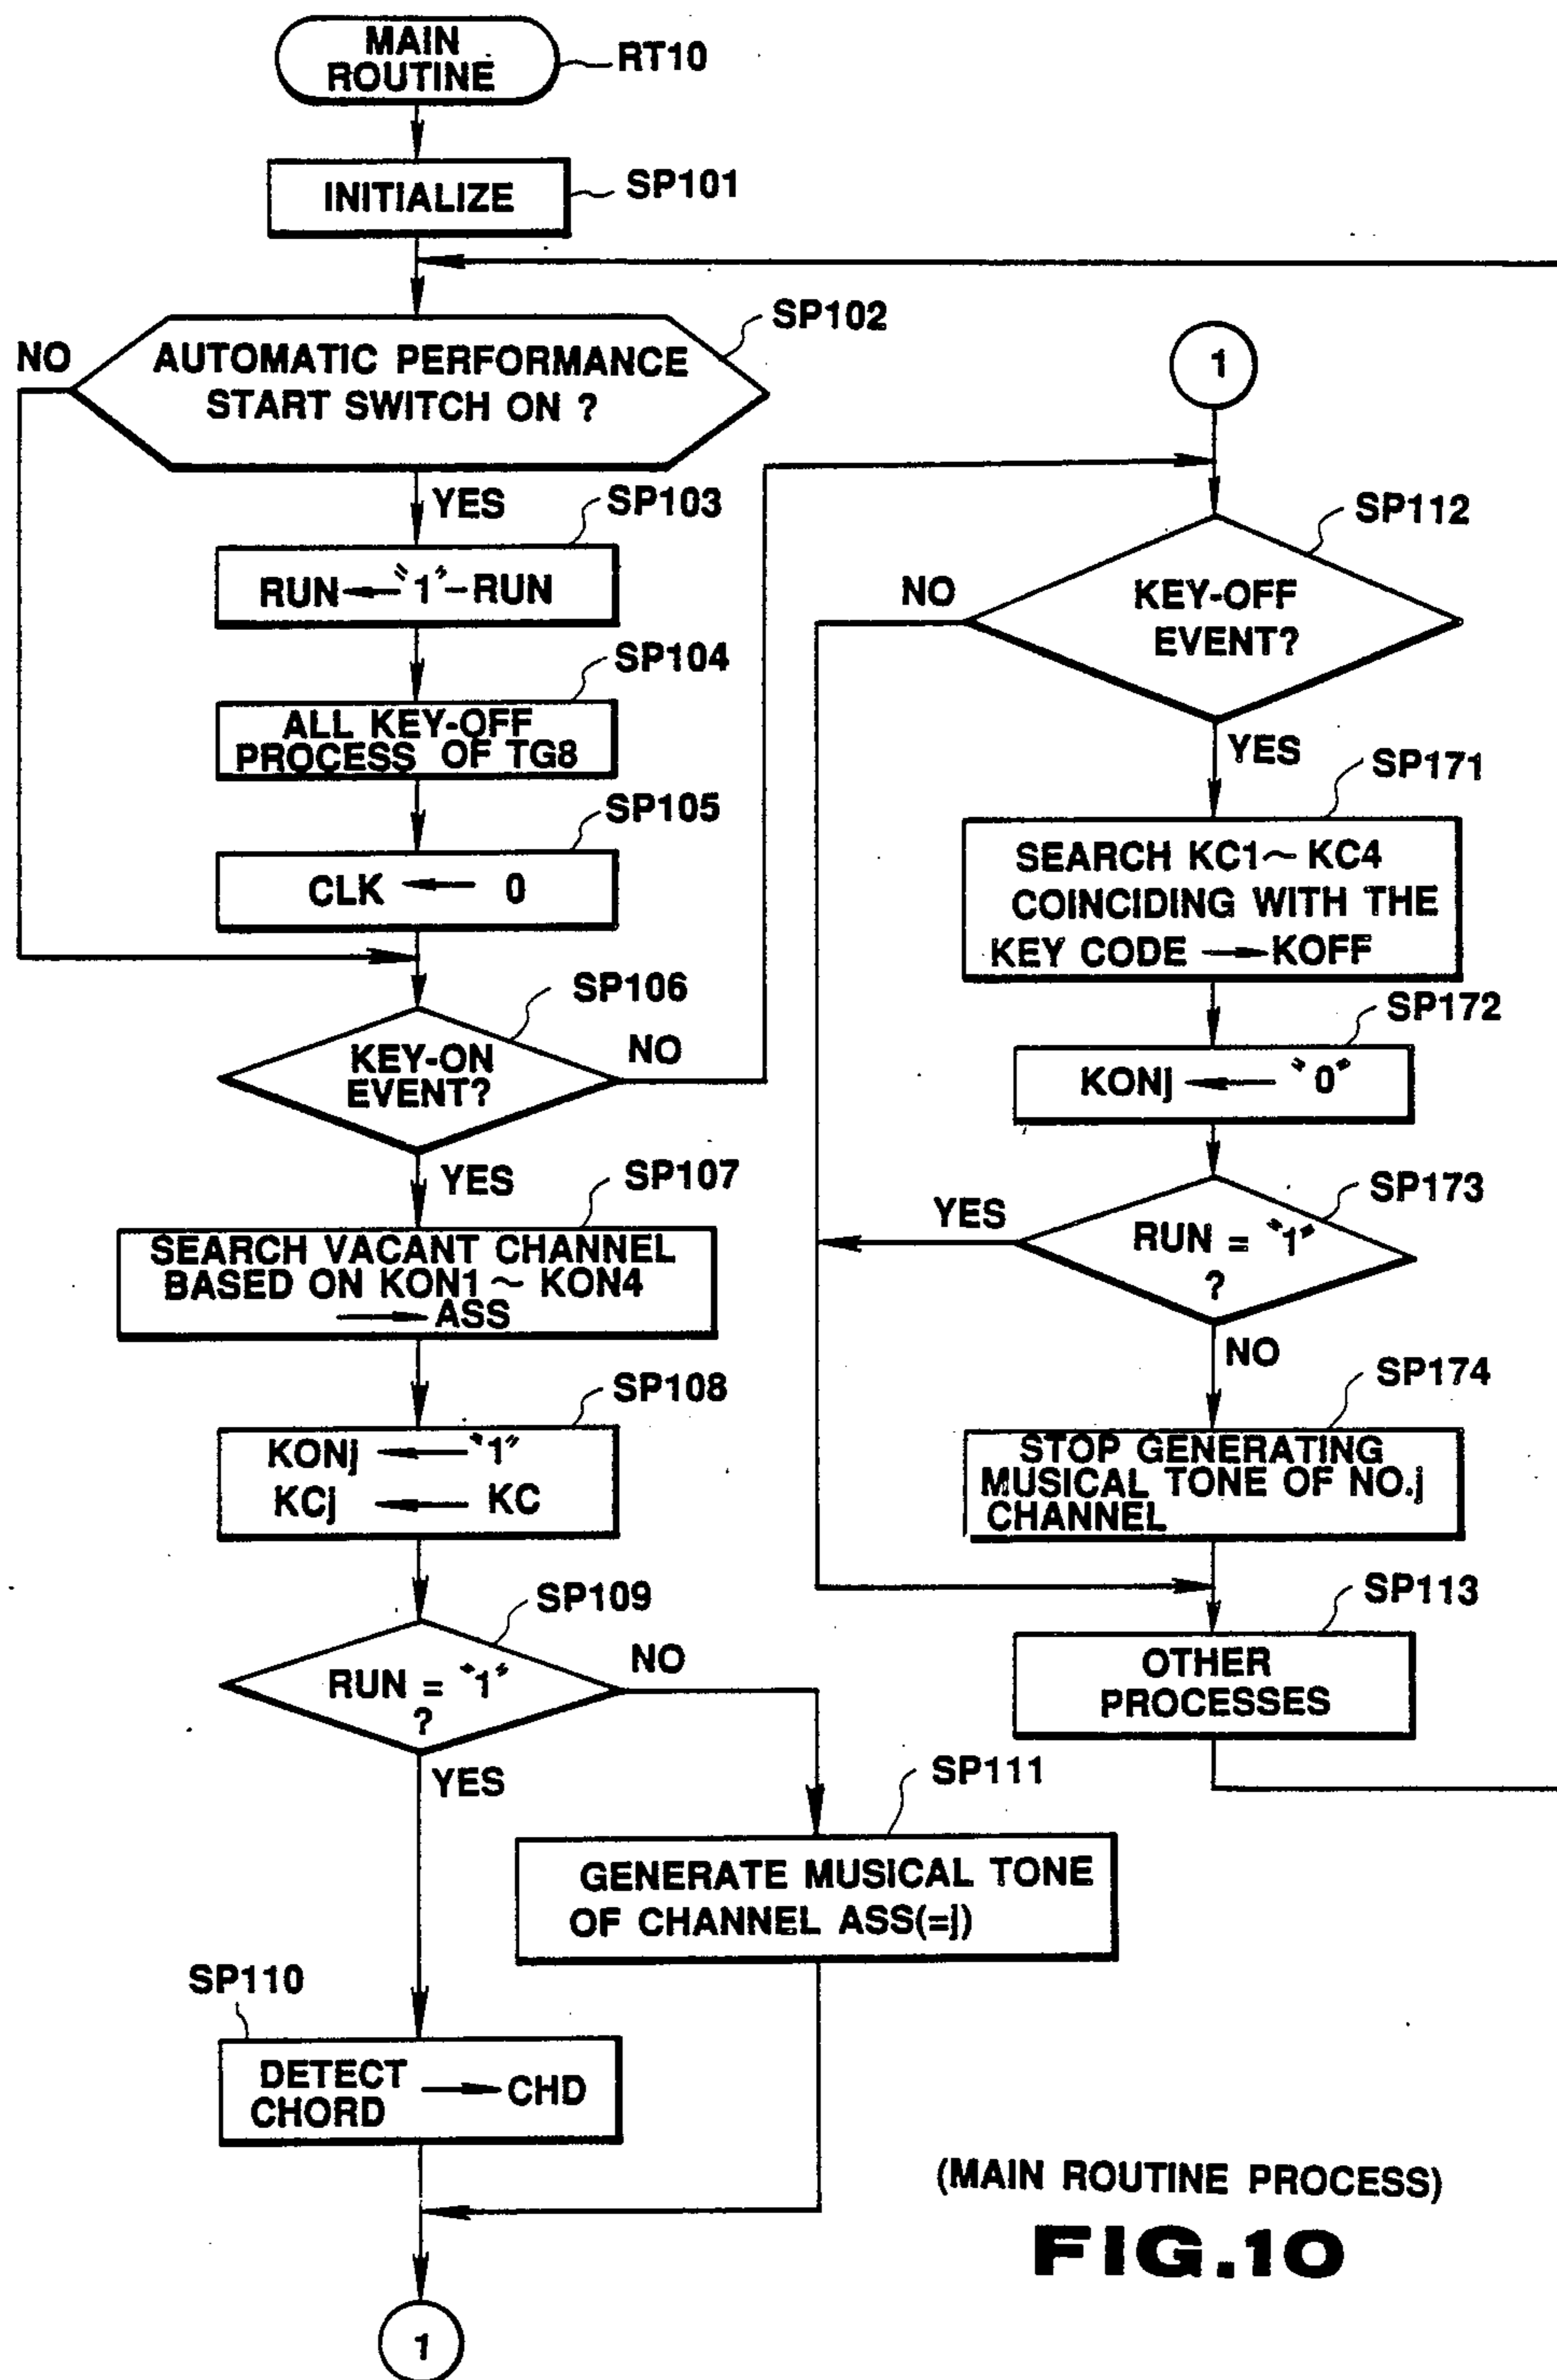 MAIN
ROUTINE
RT10
INITIALIZE
SP101
SP102
NO
AUTOMATIC PERFORMANCE
START SWITCH ON ?
YES
SP103
RUN ← "1" - RUN
SP104
ALL KEY-OFF
PROCESS OF TG8
SP105
CLK ← 0
SP106
KEY-ON
EVENT?
NO
YES
SP107
SEARCH VACANT CHANNEL
BASED ON KON1 ~ KON4
→ ASS
SP108
KONj ← "1"
KCj ← KC
SP109
RUN = "1"
?
NO
YES
SP111
GENERATE MUSICAL TONE
OF CHANNEL ASS(=j)
SP110
DETECT
CHORD → CHD
1
1
SP112
NO
KEY-OFF
EVENT?
YES
SP171
SEARCH KC1 ~ KC4
COINCIDING WITH THE
KEY CODE → KOFF
SP172
KONj ← "0"
SP173
YES
RUN = "1"
?
NO
SP174
STOP GENERATING
MUSICAL TONE OF NO.j
CHANNEL
SP113
OTHER
PROCESSES
(MAIN ROUTINE PROCESS)
FIG.10